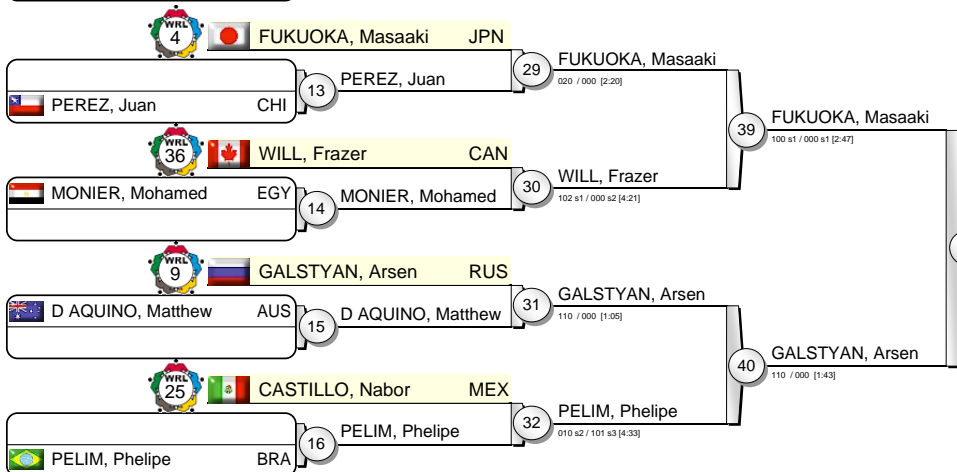 WRL
4
FUKUOKA, Masaaki JPN
PEREZ, Juan CHI
13
PEREZ, Juan
29
FUKUOKA, Masaaki
020 / 000 [2:20]
WRL
36
WILL, Frazer CAN
MONIER, Mohamed EGY
14
MONIER, Mohamed
30
WILL, Frazer
102 s1 / 000 s2 [4:21]
39
FUKUOKA, Masaaki
100 s1 / 000 s1 [2:47]
WRL
9
GALSTYAN, Arsen RUS
D AQUINO, Matthew AUS
15
D AQUINO, Matthew
31
GALSTYAN, Arsen
110 / 000 [1:05]
WRL
25
CASTILLO, Nabor MEX
PELIM, Phelipe BRA
16
PELIM, Phelipe
32
PELIM, Phelipe
010 s2 / 101 s3 [4:33]
40
GALSTYAN, Arsen
110 / 000 [1:43]